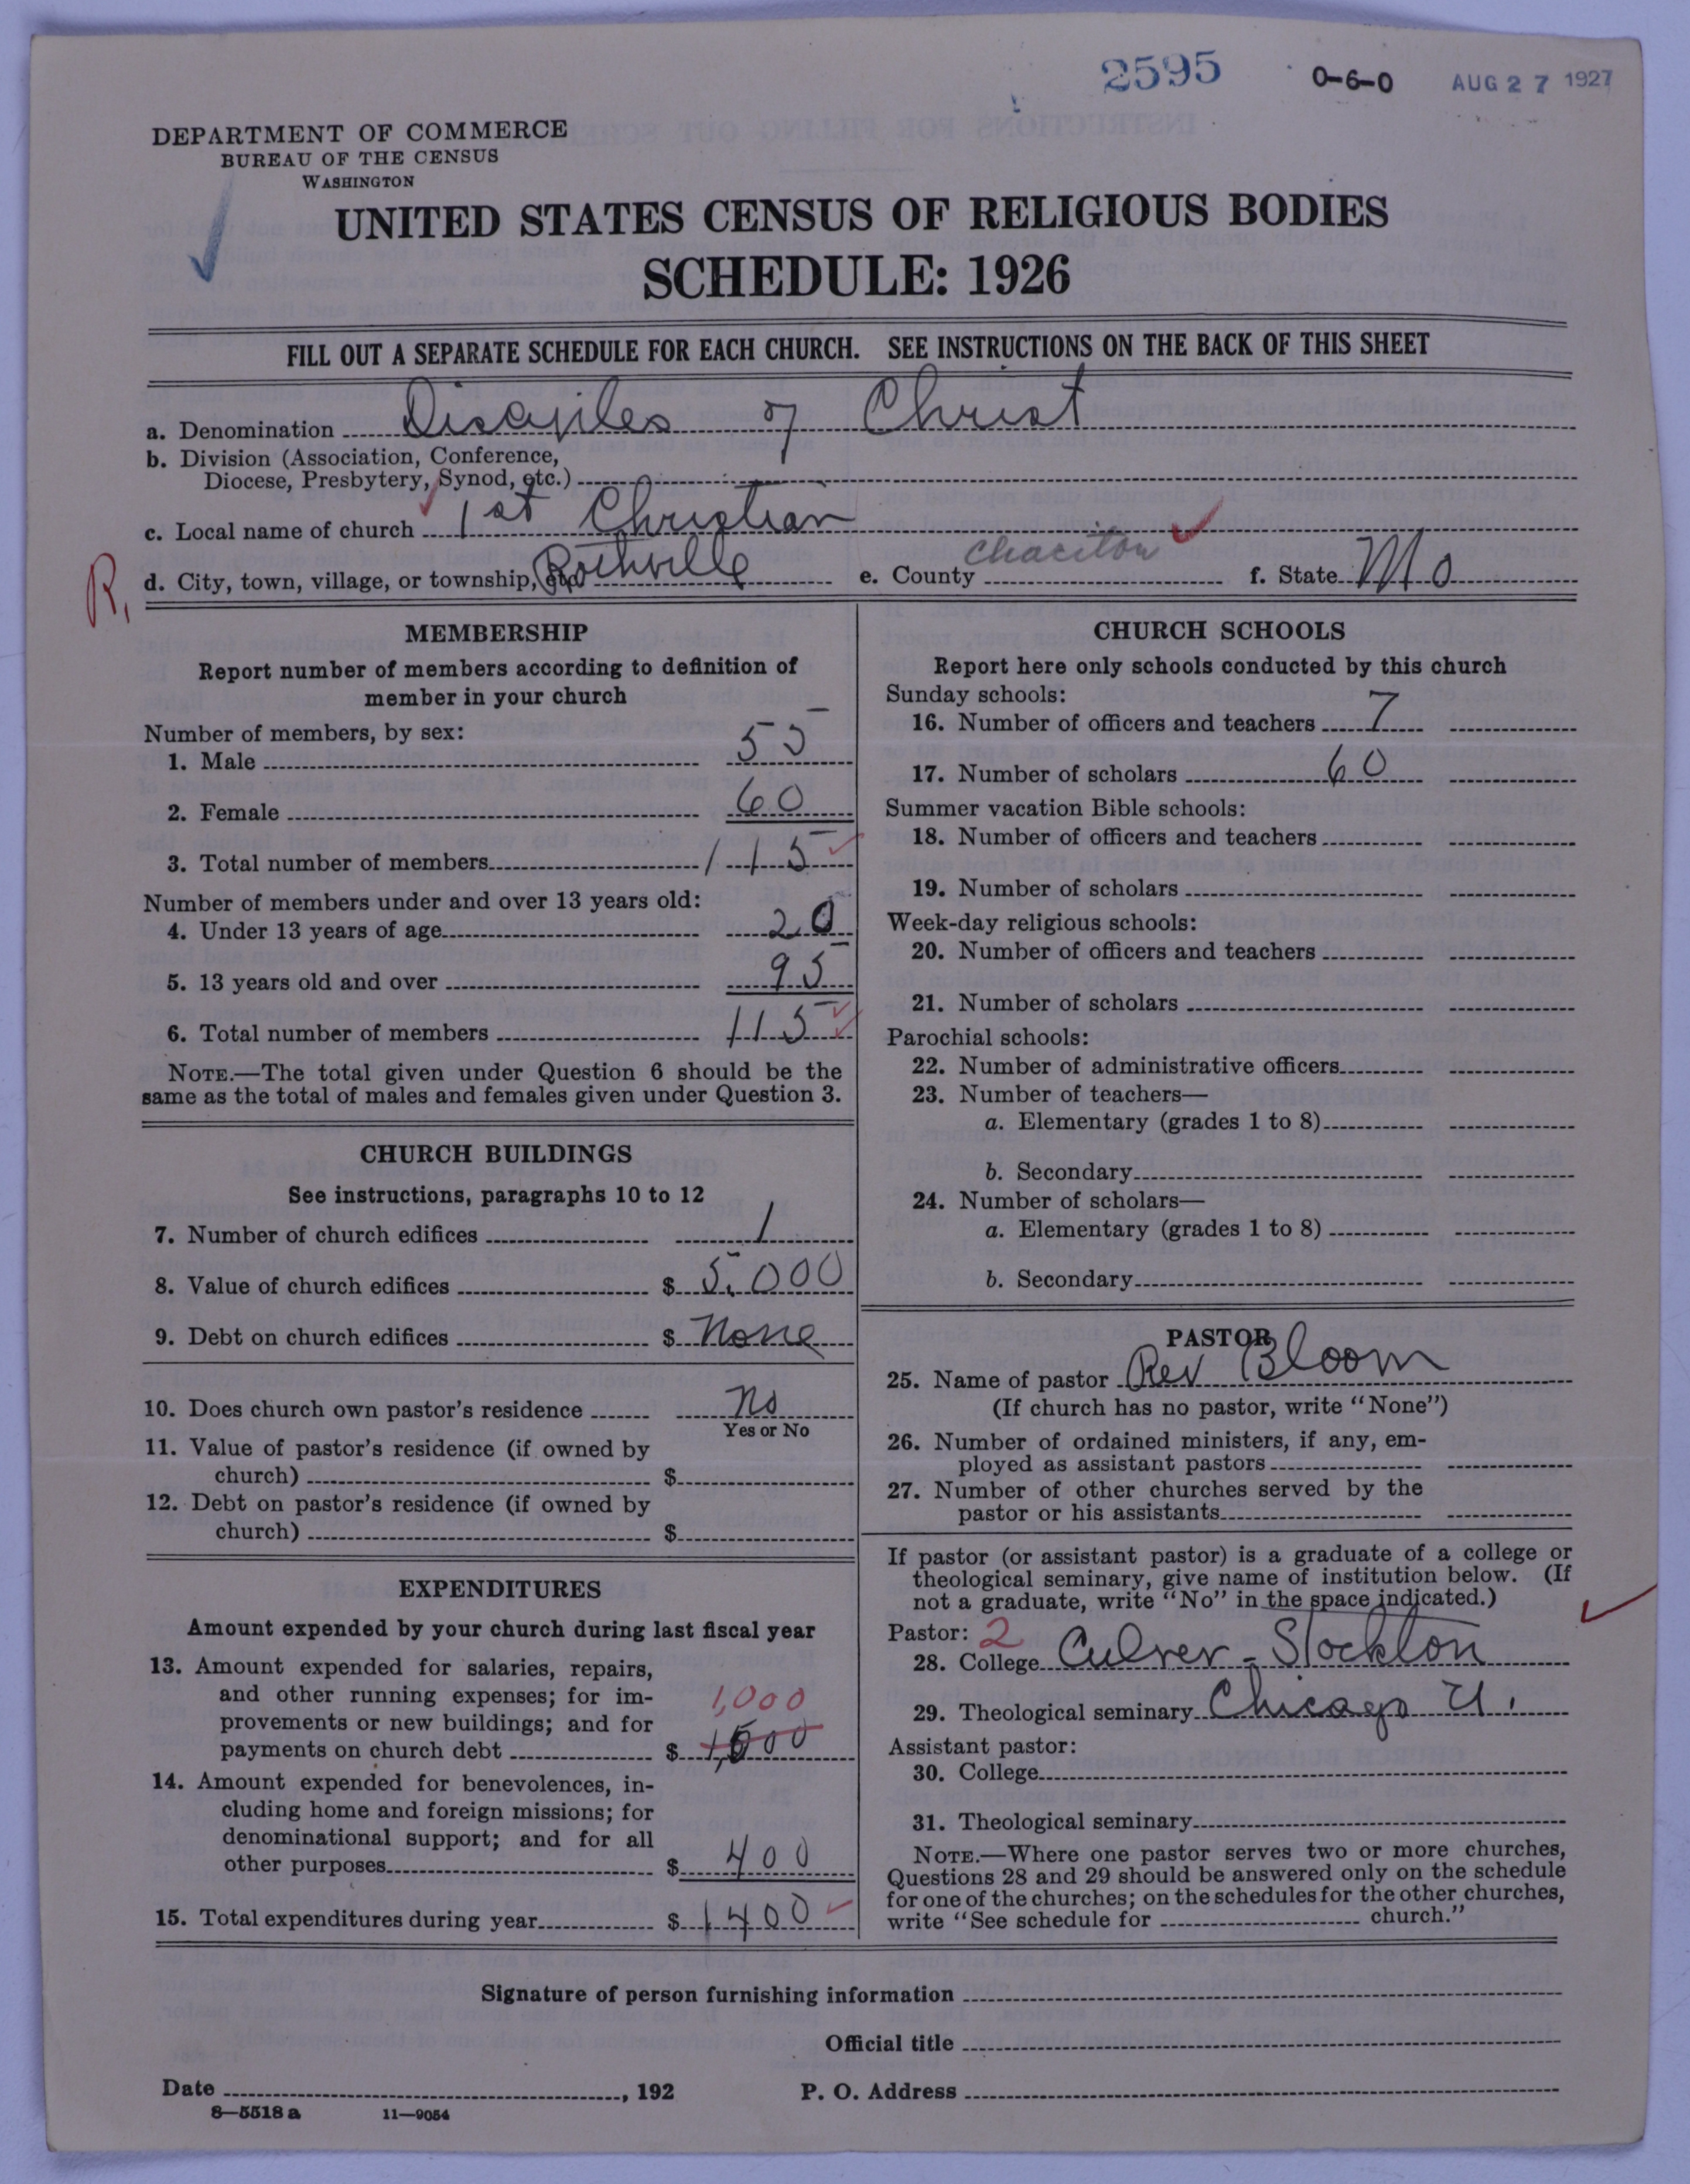 2595 0-6-0 AUG 27 1927
DEPARTMENT OF COMMERCE
BUREAU OF THE CENSUS
WASHINGTON
UNITED STATES CENSUS OF RELIGIOUS BODIES
SCHEDULE: 1926
FILL OUT A SEPARATE SCHEDULE FOR EACH CHURCH. SEE INSTRUCTIONS ON THE BACK OF THIS SHEET
a. Denomination Disciples of Christ
b. Division (Association, Conference,
Diocese, Presbytery, Synod, etc.)
c. Local name of church 1st Christian
R, d. City, town, village, or township, etc. Rothville e. County Chariton f. State Mo
MEMBERSHIP
Report number of members according to definition of
member in your church
Number of members, by sex:
1. Male 55
2. Female 60
3. Total number of members 115
Number of members under and over 13 years old:
4. Under 13 years of age 20
5. 13 years old and over 95
6. Total number of members 115
NOTE.—The total given under Question 6 should be the
same as the total of males and females given under Question 3.
CHURCH BUILDINGS
See instructions, paragraphs 10 to 12
7. Number of church edifices 1
8. Value of church edifices $ 5,000
9. Debt on church edifices $ None
10. Does church own pastor's residence No
Yes or No
11. Value of pastor's residence (if owned by
church) $
12. Debt on pastor's residence (if owned by
church) $
EXPENDITURES
Amount expended by your church during last fiscal year
13. Amount expended for salaries, repairs,
and other running expenses; for im- 1,000
provements or new buildings; and for
payments on church debt $ 1,500
14. Amount expended for benevolences, in-
cluding home and foreign missions; for
denominational support; and for all
other purposes $ 400
15. Total expenditures during year $ 1400
CHURCH SCHOOLS
Report here only schools conducted by this church
Sunday schools:
16. Number of officers and teachers 7
17. Number of scholars 60
Summer vacation Bible schools:
18. Number of officers and teachers
19. Number of scholars
Week-day religious schools:
20. Number of officers and teachers
21. Number of scholars
Parochial schools:
22. Number of administrative officers
23. Number of teachers—
a. Elementary (grades 1 to 8)
b. Secondary
24. Number of scholars—
a. Elementary (grades 1 to 8)
b. Secondary
PASTOR
25. Name of pastor Rev Bloom
(If church has no pastor, write "None")
26. Number of ordained ministers, if any, em-
ployed as assistant pastors
27. Number of other churches served by the
pastor or his assistants
If pastor (or assistant pastor) is a graduate of a college or
theological seminary, give name of institution below. (If
not a graduate, write "No" in the space indicated.)
Pastor: 2
28. College Culver-Stockton
29. Theological seminary Chicago U.
Assistant pastor:
30. College
31. Theological seminary
NOTE.—Where one pastor serves two or more churches,
Questions 28 and 29 should be answered only on the schedule
for one of the churches; on the schedules for the other churches,
write "See schedule for church."
Signature of person furnishing information
Official title
Date , 192 P. O. Address
8—5518 a 11—9054